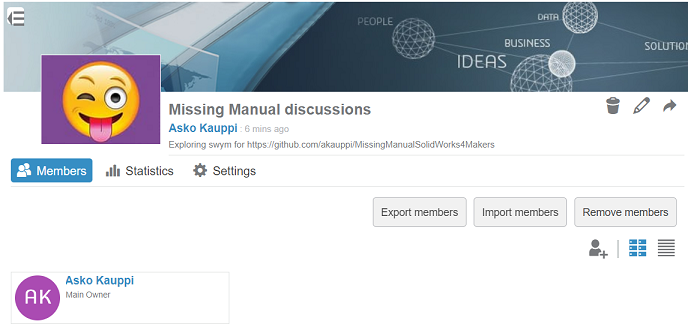 PEOPLE
DATA
BUSINESS
IDEAS
SOLUTION
Missing Manual discussions
Asko Kauppi : 6 mins ago
Exploring swym for https://github.com/akauppi/MissingManualSolidWorks4Makers
Members Statistics Settings
Export members Import members Remove members
AK Asko Kauppi
Main Owner